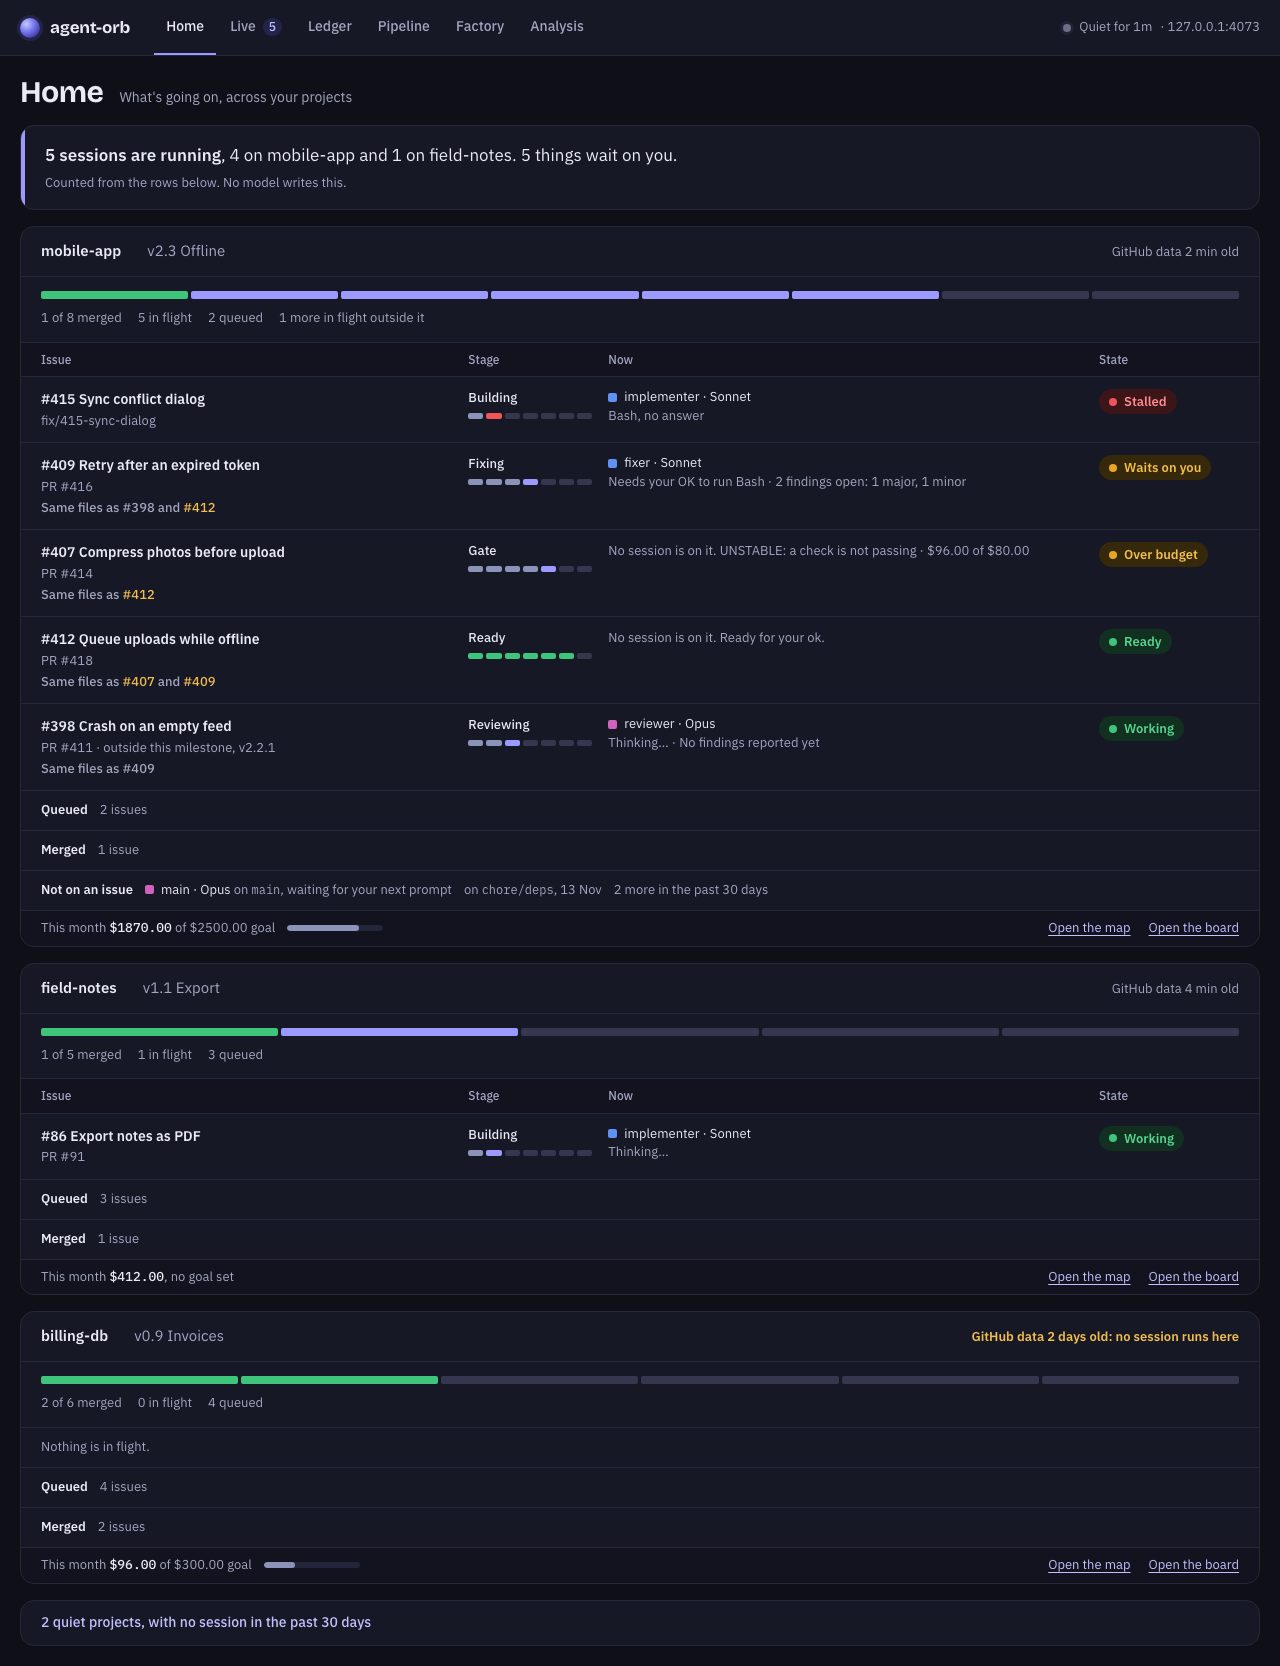 agent-orb
Home
Live 5
Ledger
Pipeline
Factory
Analysis
Quiet for 1m · 127.0.0.1:4073
Home
What's going on, across your projects
5 sessions are running, 4 on mobile-app and 1 on field-notes. 5 things wait on you.
Counted from the rows below. No model writes this.
mobile-app v2.3 Offline
GitHub data 2 min old
1 of 8 merged 5 in flight 2 queued 1 more in flight outside it
Issue Stage Now State
#415 Sync conflict dialog
fix/415-sync-dialog
Building
implementer · Sonnet
Bash, no answer
Stalled
#409 Retry after an expired token
PR #416
Same files as #398 and #412
Fixing
fixer · Sonnet
Needs your OK to run Bash · 2 findings open: 1 major, 1 minor
Waits on you
#407 Compress photos before upload
PR #414
Same files as #412
Gate
No session is on it. UNSTABLE: a check is not passing · $96.00 of $80.00
Over budget
#412 Queue uploads while offline
PR #418
Same files as #407 and #409
Ready
No session is on it. Ready for your ok.
Ready
#398 Crash on an empty feed
PR #411 · outside this milestone, v2.2.1
Same files as #409
Reviewing
reviewer · Opus
Thinking... · No findings reported yet
Working
Queued 2 issues
Merged 1 issue
Not on an issue main · Opus on main, waiting for your next prompt on chore/deps, 13 Nov 2 more in the past 30 days
This month $1870.00 of $2500.00 goal
Open the map Open the board
field-notes v1.1 Export
GitHub data 4 min old
1 of 5 merged 1 in flight 3 queued
Issue Stage Now State
#86 Export notes as PDF
PR #91
Building
implementer · Sonnet
Thinking...
Working
Queued 3 issues
Merged 1 issue
This month $412.00, no goal set
Open the map Open the board
billing-db v0.9 Invoices
GitHub data 2 days old: no session runs here
2 of 6 merged 0 in flight 4 queued
Nothing is in flight.
Queued 4 issues
Merged 2 issues
This month $96.00 of $300.00 goal
Open the map Open the board
2 quiet projects, with no session in the past 30 days